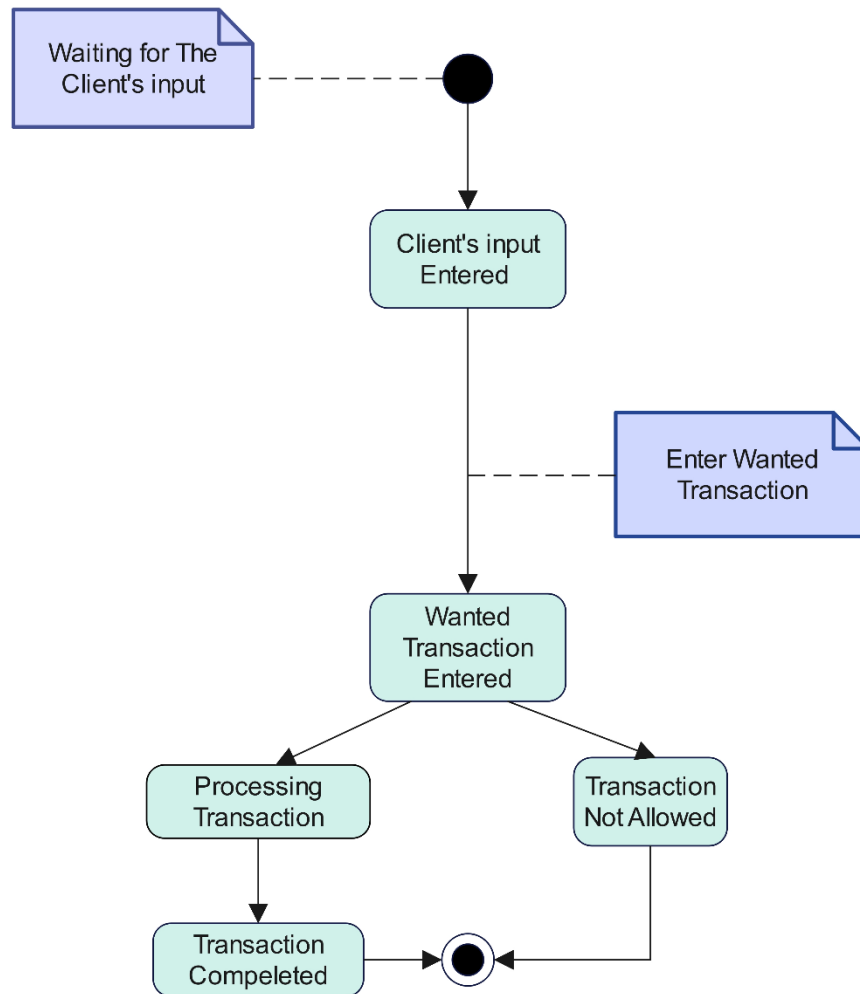 Waiting for The
Client's input
Client's input
Entered
Enter Wanted
Transaction
Wanted
Transaction
Entered
Processing
Transaction
Transaction
Not Allowed
Transaction
Compeleted